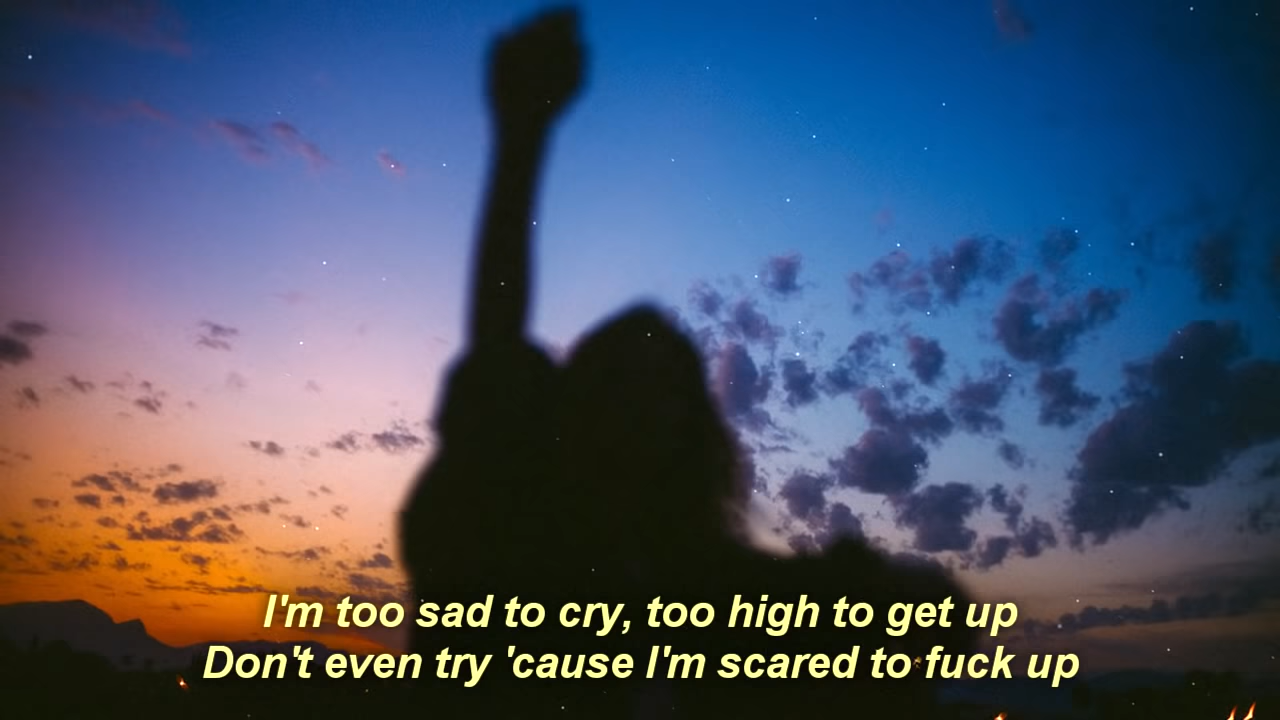 I'm too sad to cry, too high to get up
Don't even try 'cause I'm scared to fuck up